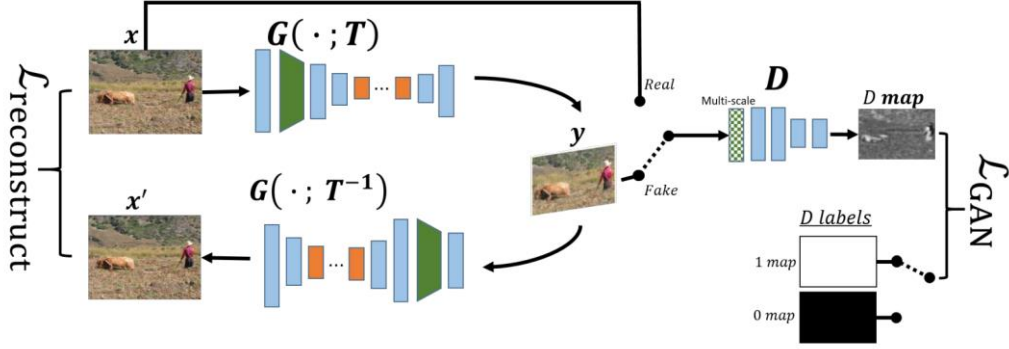 x
G( · ; T)
ℒreconstruct
...
Real
Multi-scale
D
D map
y
Fake
x′
G( · ; T⁻¹)
...
ℒGAN
D labels
1 map
0 map